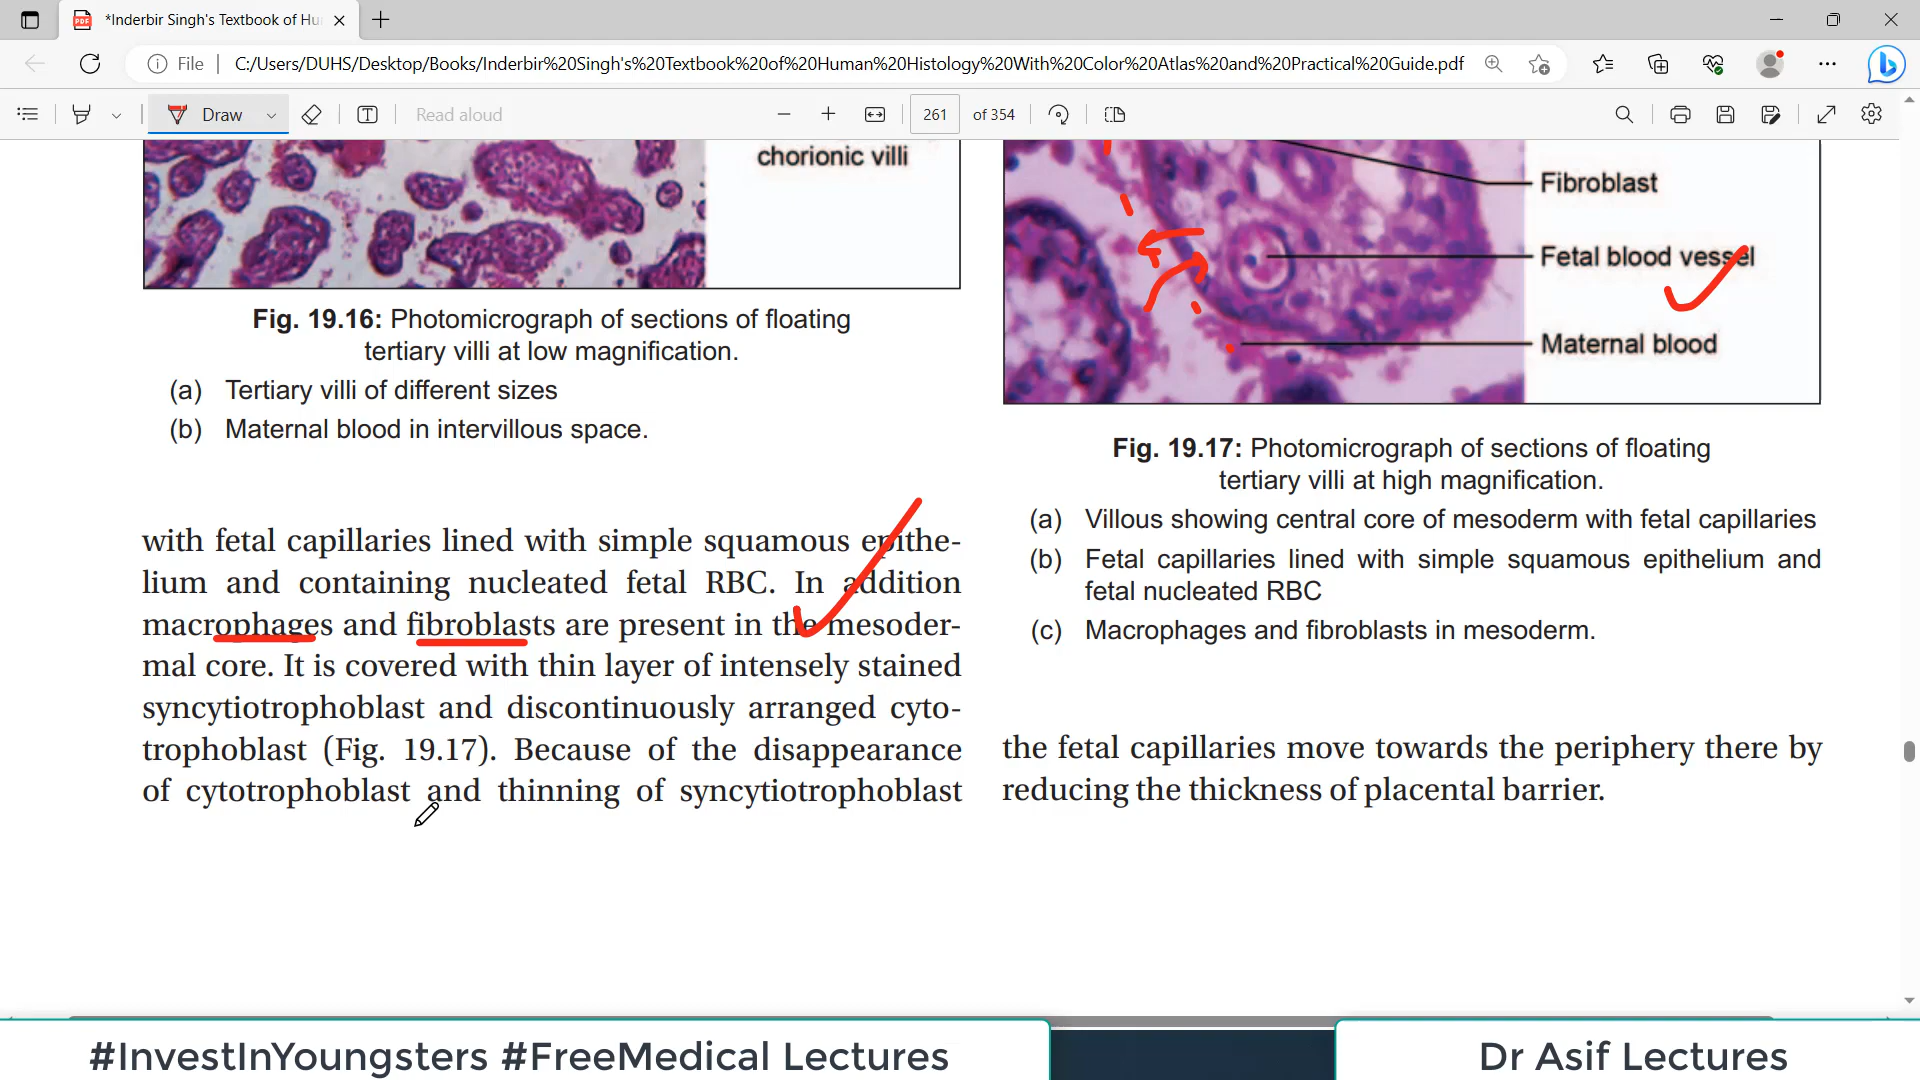 *Inderbir Singh's Textbook of Hu
File
C:/Users/DUHS/Desktop/Books/Inderbir%20Singh's%20Textbook%20of%20Human%20Histology%20With%20Color%20Atlas%20and%20Practical%20Guide.pdf
Draw
Read aloud
261 of 354
chorionic villi
Fig. 19.16: Photomicrograph of sections of floating
tertiary villi at low magnification.
(a) Tertiary villi of different sizes
(b) Maternal blood in intervillous space.
with fetal capillaries lined with simple squamous epithe-
lium and containing nucleated fetal RBC. In addition
macrophages and fibroblasts are present in the mesoder-
mal core. It is covered with thin layer of intensely stained
syncytiotrophoblast and discontinuously arranged cyto-
trophoblast (Fig. 19.17). Because of the disappearance
of cytotrophoblast and thinning of syncytiotrophoblast
Fibroblast
Fetal blood vessel
Maternal blood
Fig. 19.17: Photomicrograph of sections of floating
tertiary villi at high magnification.
(a) Villous showing central core of mesoderm with fetal capillaries
(b) Fetal capillaries lined with simple squamous epithelium and
fetal nucleated RBC
(c) Macrophages and fibroblasts in mesoderm.
the fetal capillaries move towards the periphery there by
reducing the thickness of placental barrier.
#InvestInYoungsters #FreeMedical Lectures
Dr Asif Lectures